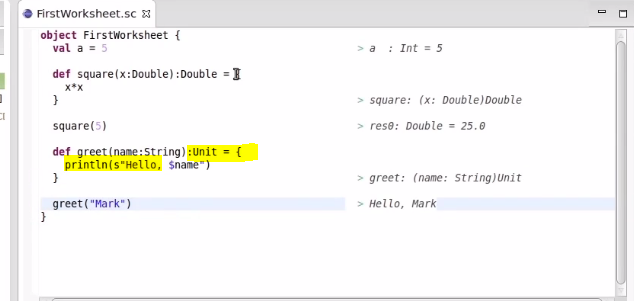 FirstWorksheet.sc
object FirstWorksheet {
val a = 5 > a : Int = 5
def square(x:Double):Double = {
x*x
} > square: (x: Double)Double
square(5) > res0: Double = 25.0
def greet(name:String):Unit = {
println(s"Hello, $name")
} > greet: (name: String)Unit
greet("Mark") > Hello, Mark
}